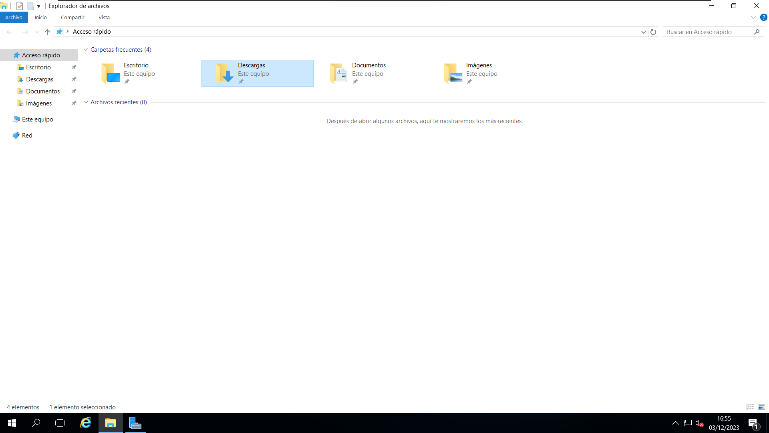 Explorador de archivos
Archivo Inicio Compartir Vista
Acceso rápido
Buscar en Acceso rápido
Acceso rápido
Escritorio
Descargas
Documentos
Imágenes
Este equipo
Red
Carpetas frecuentes (4)
Escritorio
Este equipo
Descargas
Este equipo
Documentos
Este equipo
Imágenes
Este equipo
Archivos recientes (0)
Después de abrir algunos archivos, aquí te mostraremos los más recientes.
4 elementos 1 elemento seleccionado
16:55
03/12/2023
1